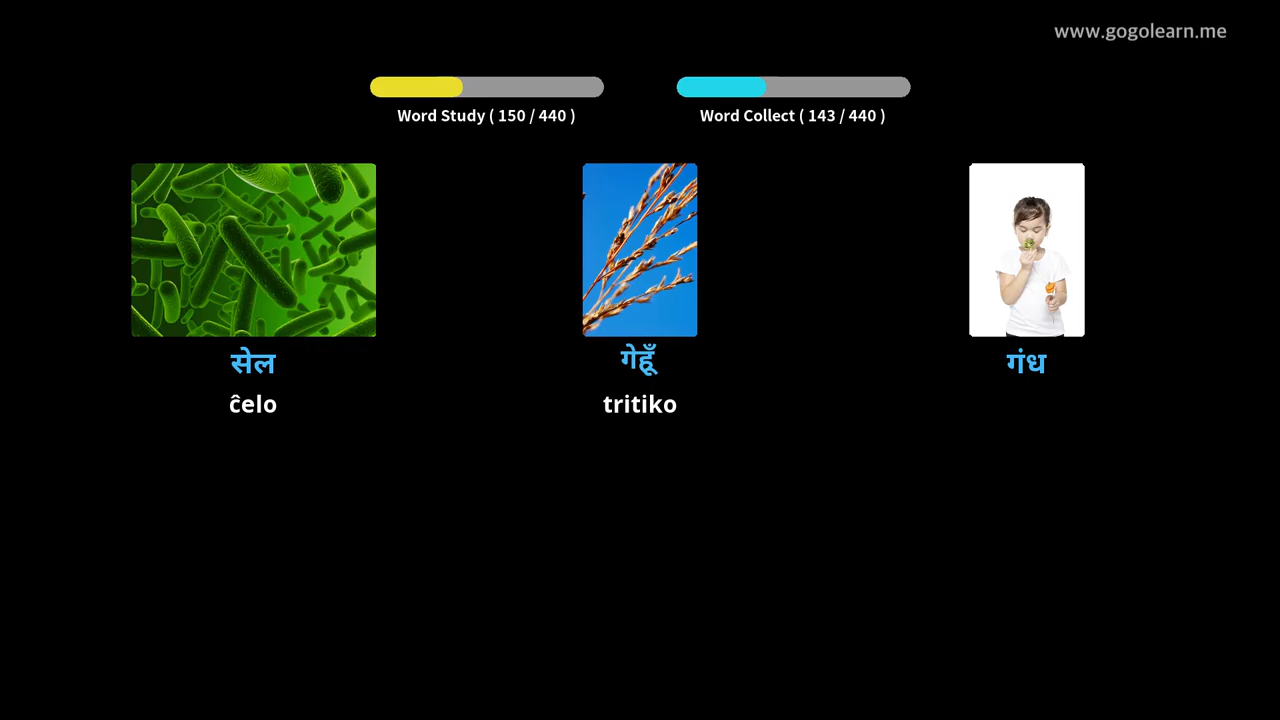 www.gogolearn.me
Word Study ( 150 / 440 )
Word Collect ( 143 / 440 )
सेल
गेहूँ
गंध
ĉelo
tritiko